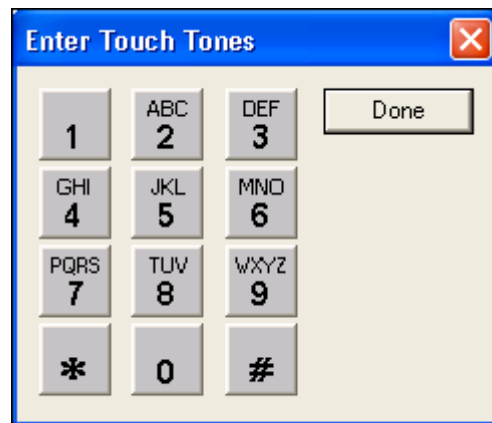 Enter Touch Tones
1
ABC
2
DEF
3
Done
GHI
4
JKL
5
MNO
6
PQRS
7
TUV
8
WXYZ
9
*
0
#